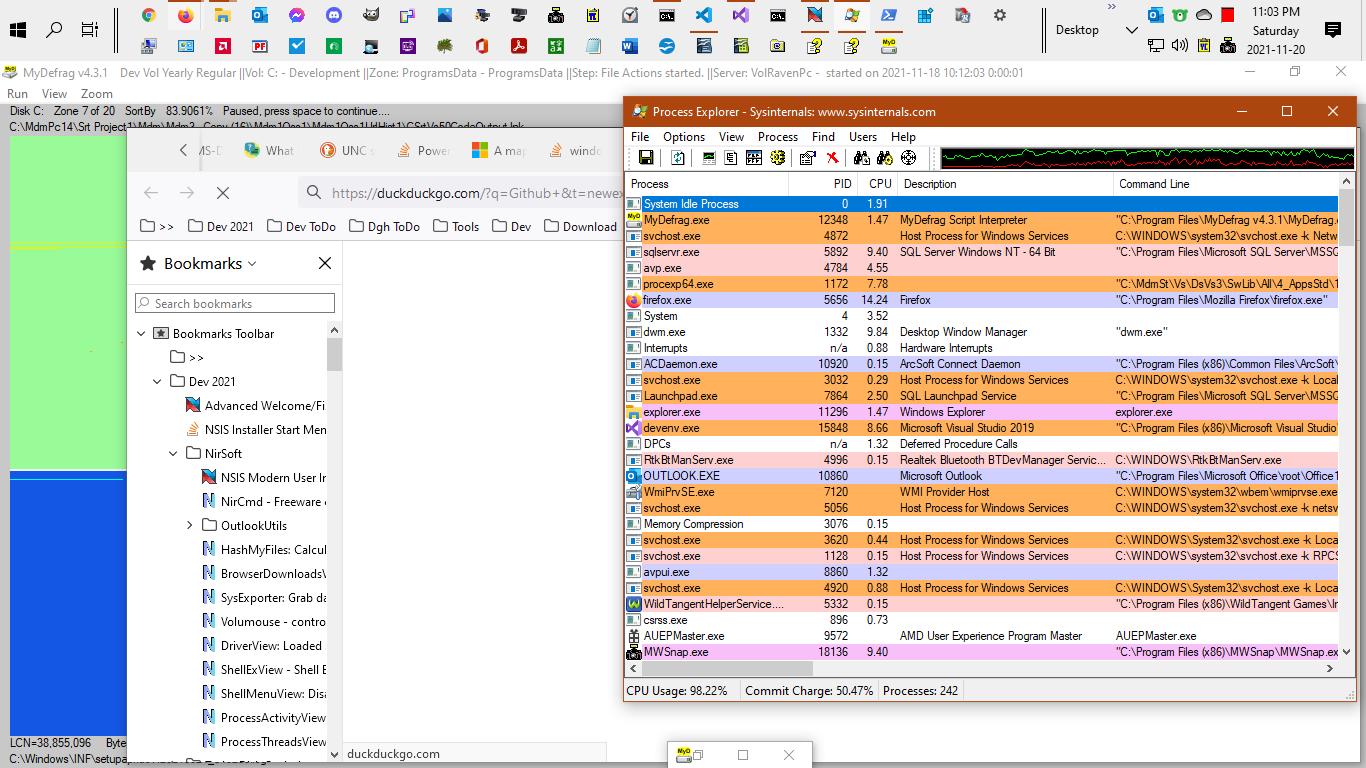 11:03 PM
Desktop
Saturday
2021-11-20
MyDefrag v4.3.1 Dev Vol Yearly Regular ||Vol: C: - Development ||Zone: ProgramsData - ProgramsData ||Step: File Actions started. ||Server: VolRavenPc - started on 2021-11-18 10:12:03 0:00:01
Run View Zoom
Disk C: Zone 7 of 20 SortBy 83.9061% Paused, press space to continue....
What
UNC
Powe
A ma
windo
https://duckduckgo.com/?q=Github+&t=newex
>> Dev 2021 Dev ToDo Dgh ToDo Tools Dev Download
Bookmarks
Search bookmarks
Bookmarks Toolbar
>>
Dev 2021
Advanced Welcome/Fi
NSIS Installer Start Men
NirSoft
NSIS Modern User Ir
NirCmd - Freeware
OutlookUtils
HashMyFiles: Calcul
BrowserDownloadsV
SysExporter: Grab da
Volumouse - contro
DriverView: Loaded
ShellExView - Shell E
ShellMenuView: Disa
ProcessActivityView
ProcessThreadsView
duckduckgo.com
LCN=38,855,096 Byte
Process Explorer - Sysinternals: www.sysinternals.com
File Options View Process Find Users Help
Process PID CPU Description Command Line
System Idle Process 0 1.91
MyDefrag.exe 12348 1.47 MyDefrag Script Interpreter "C:\Program Files\MyDefrag v4.3.1\MyDefrag.
svchost.exe 4872 Host Process for Windows Services C:\WINDOWS\system32\svchost.exe -k Netw
sqlservr.exe 5892 9.40 SQL Server Windows NT - 64 Bit "C:\Program Files\Microsoft SQL Server\MSSQ
avp.exe 4784 4.55
procexp64.exe 1172 7.78 "C:\MdmSt\Vs\DsVs3\SwLib\All\4_AppsStd\1
firefox.exe 5656 14.24 Firefox "C:\Program Files\Mozilla Firefox\firefox.exe"
System 4 3.52
dwm.exe 1332 9.84 Desktop Window Manager "dwm.exe"
Interrupts n/a 0.88 Hardware Interrupts
ACDaemon.exe 10920 0.15 ArcSoft Connect Daemon "C:\Program Files (x86)\Common Files\ArcSoft\
svchost.exe 3032 0.29 Host Process for Windows Services C:\WINDOWS\system32\svchost.exe -k Local
Launchpad.exe 7864 2.50 SQL Launchpad Service "C:\Program Files\Microsoft SQL Server\MSSQ
explorer.exe 11296 1.47 Windows Explorer explorer.exe
devenv.exe 15848 8.66 Microsoft Visual Studio 2019 "C:\Program Files (x86)\Microsoft Visual Studio
DPCs n/a 1.32 Deferred Procedure Calls
RtkBtManServ.exe 4996 0.15 Realtek Bluetooth BTDevManager Servic... C:\WINDOWS\RtkBtManServ.exe
OUTLOOK.EXE 10860 Microsoft Outlook "C:\Program Files\Microsoft Office\root\Office1
WmiPrvSE.exe 7120 WMI Provider Host C:\WINDOWS\system32\wbem\wmiprvse.exe
svchost.exe 5056 Host Process for Windows Services C:\WINDOWS\system32\svchost.exe -k netsv
Memory Compression 3076 0.15
svchost.exe 3620 0.44 Host Process for Windows Services C:\WINDOWS\System32\svchost.exe -k Loca
svchost.exe 1128 0.15 Host Process for Windows Services C:\WINDOWS\system32\svchost.exe -k RPCS
avpui.exe 8860 1.32
svchost.exe 4920 0.88 Host Process for Windows Services C:\WINDOWS\System32\svchost.exe -k Loca
WildTangentHelperService.... 5332 0.15 "C:\Program Files (x86)\WildTangent Games\Ir
csrss.exe 896 0.73
AUEPMaster.exe 9572 AMD User Experience Program Master AUEPMaster.exe
MWSnap.exe 18136 9.40 "C:\Program Files (x86)\MWSnap\MWSnap.ex
CPU Usage: 98.22% Commit Charge: 50.47% Processes: 242